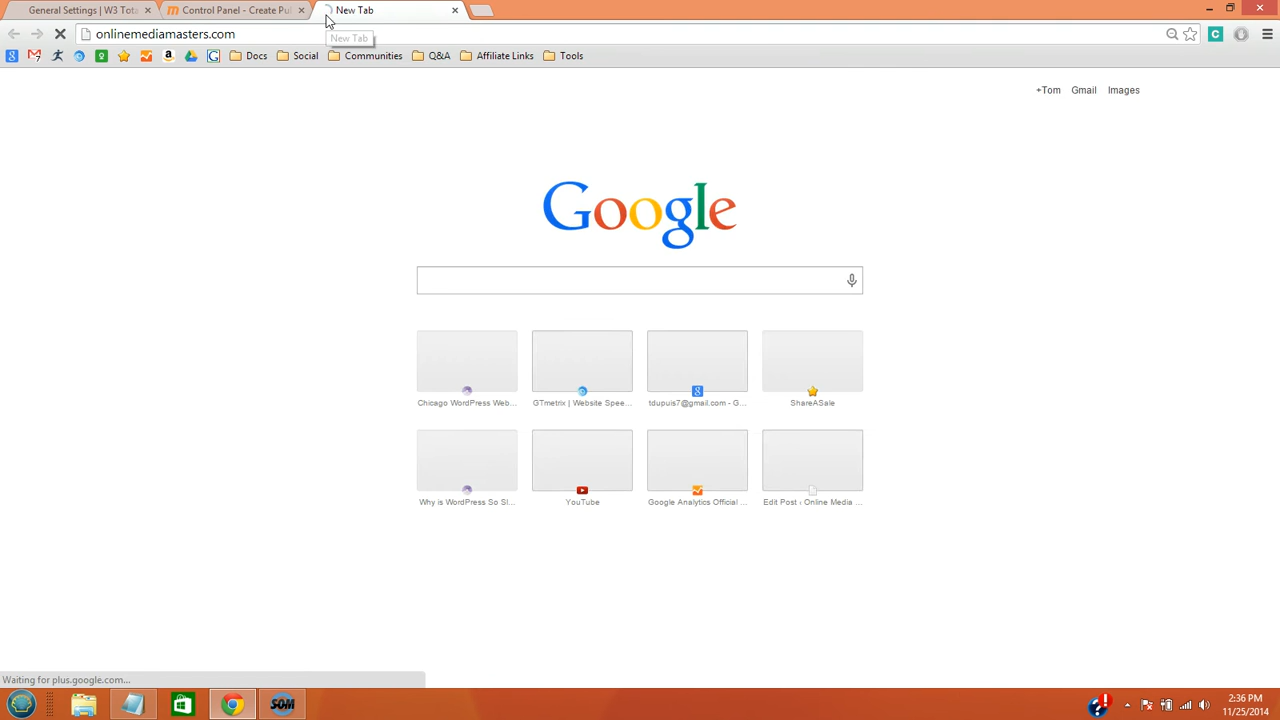 General Settings | W3 Tota
Control Panel - Create Pu
New Tab
onlinemediamasters.com
New Tab
Docs
Social
Communities
Q&A
Affiliate Links
Tools
+Tom
Gmail
Images
Google
Chicago WordPress Web...
GTmetrix | Website Spee...
tdupuis7@gmail.com - G...
ShareASale
Why is WordPress So Sl...
YouTube
Google Analytics Official ...
Edit Post ‹ Online Media ...
Waiting for plus.google.com...
SOM
2:36 PM
11/25/2014